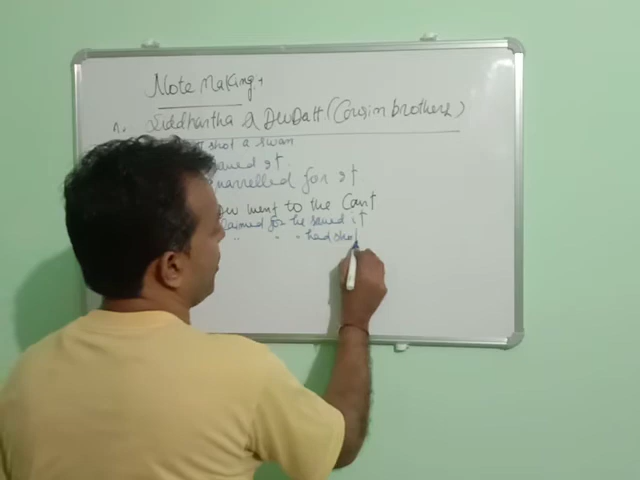 Note Making:
n. Siddhartha & DevDatt. (Cousin brothers)
shot a swan
saved it.
quarrelled for it
went to the Cout
claimed for he saved it
" " " had shot